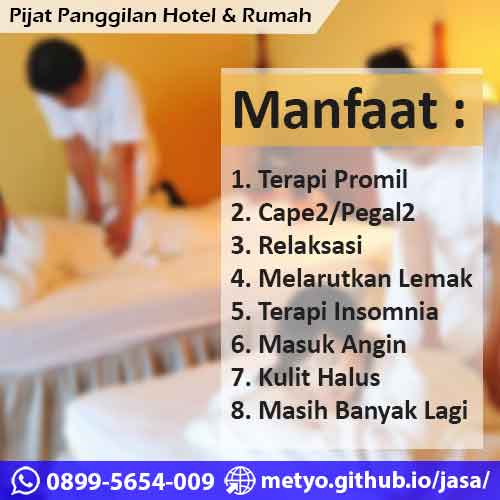 Pijat Panggilan Hotel & Rumah
Manfaat :
1. Terapi Promil
2. Cape2/Pegal2
3. Relaksasi
4. Melarutkan Lemak
5. Terapi Insomnia
6. Masuk Angin
7. Kulit Halus
8. Masih Banyak Lagi
0899-5654-009 metyo.github.io/jasa/